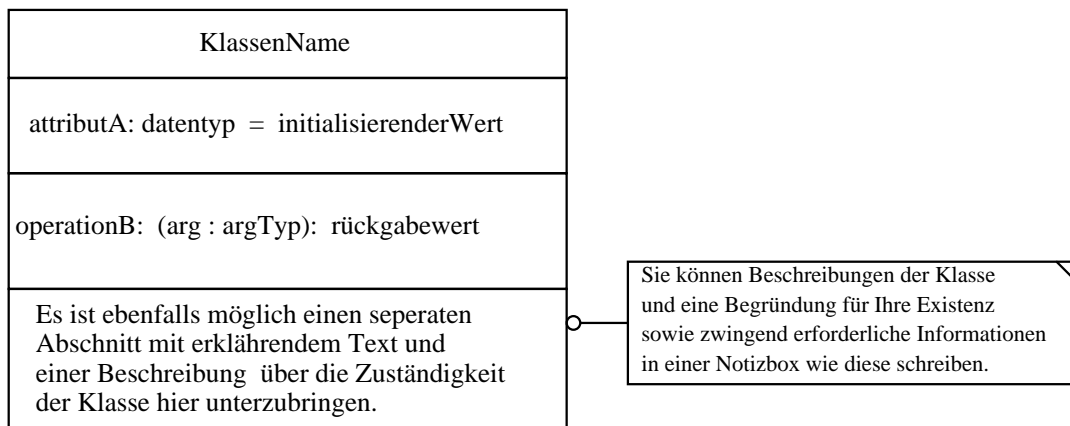 KlassenName
attributA: datentyp = initialisierenderWert
operationB: (arg : argTyp): rückgabewert
Es ist ebenfalls möglich einen seperaten
Abschnitt mit erklährendem Text und
einer Beschreibung über die Zuständigkeit
der Klasse hier unterzubringen.
Sie können Beschreibungen der Klasse
und eine Begründung für Ihre Existenz
sowie zwingend erforderliche Informationen
in einer Notizbox wie diese schreiben.